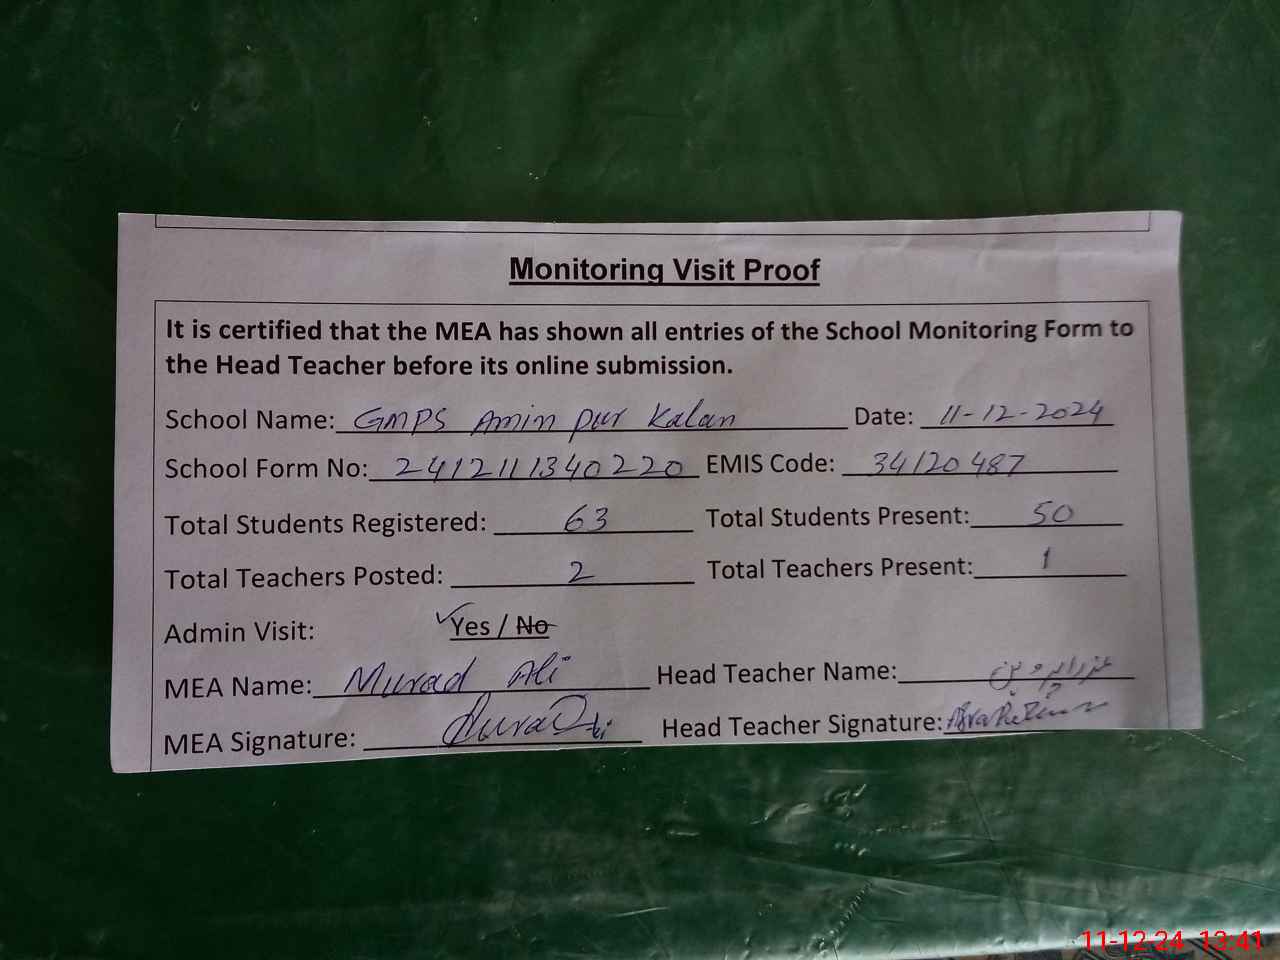 Monitoring Visit Proof
It is certified that the MEA has shown all entries of the School Monitoring Form to
the Head Teacher before its online submission.
School Name: GMPS Amin pur Kalan Date: 11-12-2024
School Form No: 2412111340220 EMIS Code: 34120487
Total Students Registered: 63 Total Students Present: 50
Total Teachers Posted: 2 Total Teachers Present: 1
Admin Visit: ✓Yes / No
MEA Name: Murad Ali Head Teacher Name:
MEA Signature: Head Teacher Signature:
11-12-24 13:41